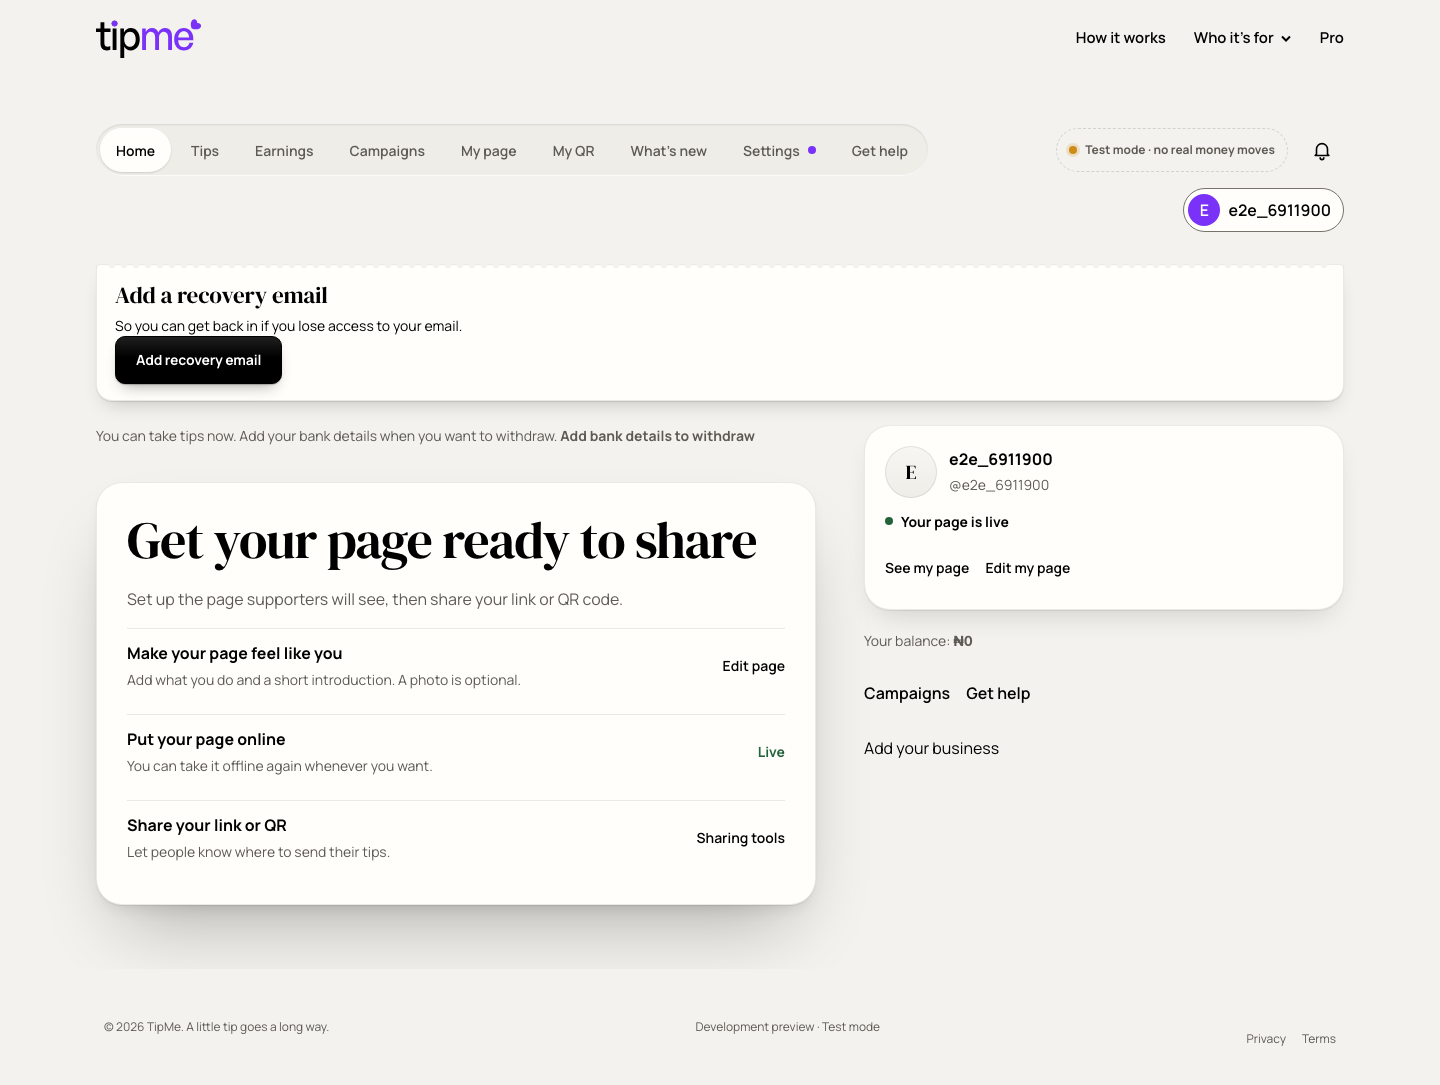 tipme
How it works
Who it's for
Pro
Home
Tips
Earnings
Campaigns
My page
My QR
What's new
Settings
Get help
Test mode · no real money moves
E
e2e_6911900
Add a recovery email
So you can get back in if you lose access to your email.
Add recovery email
You can take tips now. Add your bank details when you want to withdraw. Add bank details to withdraw
Get your page ready to share
Set up the page supporters will see, then share your link or QR code.
Make your page feel like you
Add what you do and a short introduction. A photo is optional.
Edit page
Put your page online
You can take it offline again whenever you want.
Live
Share your link or QR
Let people know where to send their tips.
Sharing tools
E
e2e_6911900
@e2e_6911900
Your page is live
See my page
Edit my page
Your balance: ₦0
Campaigns
Get help
Add your business
© 2026 TipMe. A little tip goes a long way.
Development preview · Test mode
Privacy
Terms